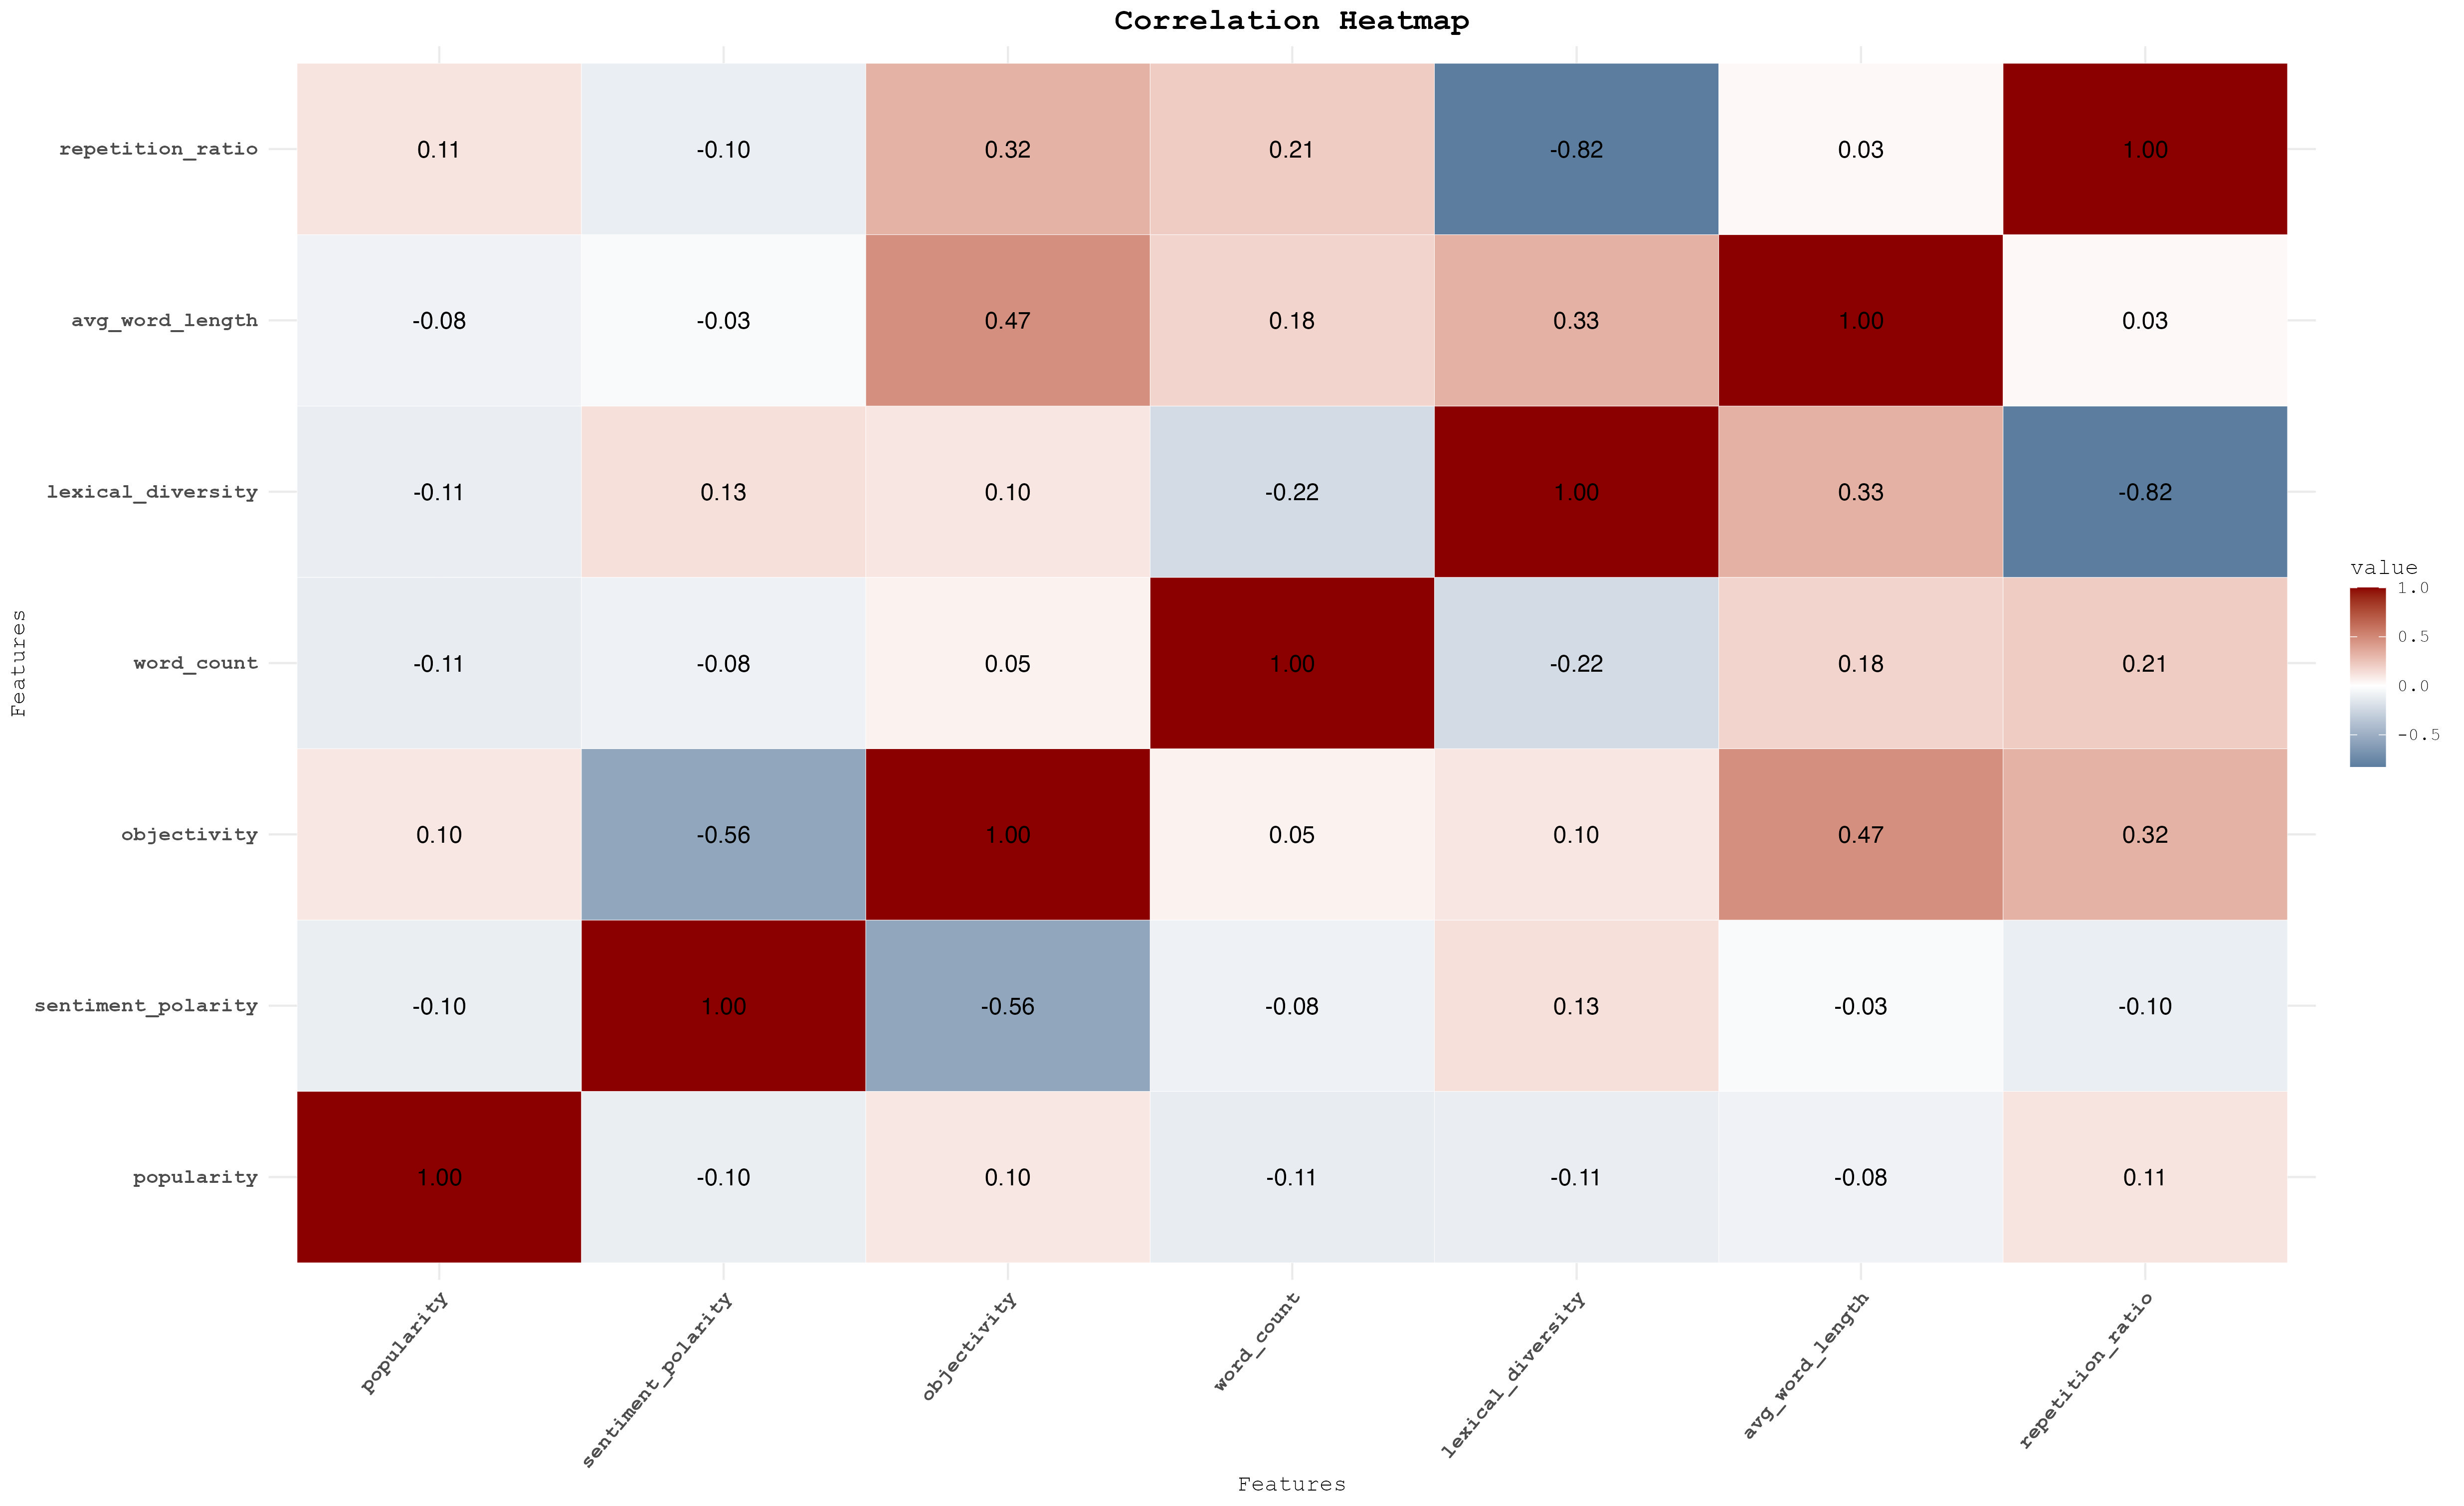 Correlation Heatmap
repetition_ratio 0.11 -0.10 0.32 0.21 -0.82 0.03 1.00
avg_word_length -0.08 -0.03 0.47 0.18 0.33 1.00 0.03
lexical_diversity -0.11 0.13 0.10 -0.22 1.00 0.33 -0.82
word_count -0.11 -0.08 0.05 1.00 -0.22 0.18 0.21
objectivity 0.10 -0.56 1.00 0.05 0.10 0.47 0.32
sentiment_polarity -0.10 1.00 -0.56 -0.08 0.13 -0.03 -0.10
popularity 1.00 -0.10 0.10 -0.11 -0.11 -0.08 0.11
popularity sentiment_polarity objectivity word_count lexical_diversity avg_word_length repetition_ratio
Features
Features
value
1.0
0.5
0.0
-0.5